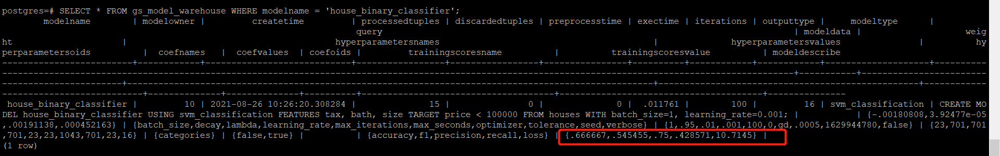 postgres=# SELECT * FROM gs_model_warehouse WHERE modelname = 'house_binary_classifier';
modelname | modelowner | createtime | processedtuples | discardedtuples | preprocesstime | exectime | iterations | outputtype | modeltype |
query | modeldata | weig
ht | hyperparametersnames | hyperparametersvalues | hy
perparametersoids | coefnames | coefvalues | coefoids | trainingscoresname | trainingscoresvalue | modeldescribe
-------------------------+------------+----------------------------+-----------------+-----------------+----------------+----------+------------+------------+--------------------+----------
--------------------------------------------------------------------------------------------------------------------------------------------------------+-----------+------------------------
-----------------------+------------------------------------------------------------------------------------------------------+--------------------------------------------------+------------
---------------------------+--------------+--------------+----------+-------------------------------------+---------------------------------------+---------------
house_binary_classifier | 10 | 2021-08-26 10:26:20.308284 | 15 | 0 | 0 | .011761 | 100 | 16 | svm_classification | CREATE MO
DEL house_binary_classifier USING svm_classification FEATURES tax, bath, size TARGET price < 100000 FROM houses WITH batch_size=1, learning_rate=0.001; | | {-.00180808,3.92477e-05
,.00191138,.000452163} | {batch_size,decay,lambda,learning_rate,max_iterations,max_seconds,optimizer,tolerance,seed,verbose} | {1,.95,.01,.001,100,0,gd,.0005,1629944780,false} | {23,701,701
,701,23,23,1043,701,23,16} | {categories} | {false,true} | | {accuracy,f1,precision,recall,loss} | {.666667,.545455,.75,.428571,10.7145} |
(1 row)